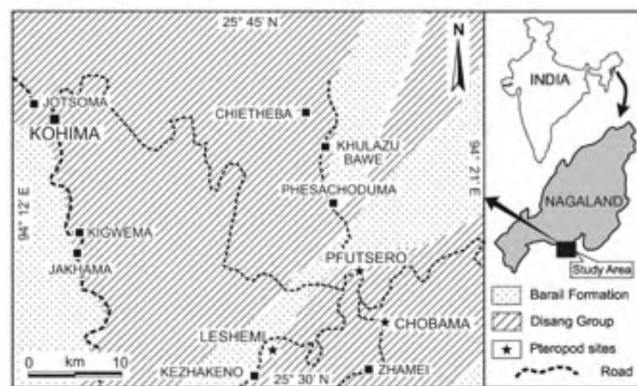 25° 45' N
N
JOTSOMA
KOHIMA
CHIETHEBA
KHULAZU
BAWE
94° 12' E
94° 21' E
PHESACHODUMA
KIGWEMA
JAKHAMA
PFUTSERO
LESHEMI
CHOBAMA
KEZHAKENO
ZHAMEI
0 km 10
25° 30' N
INDIA
NAGALAND
Study Area
Barail Formation
Disang Group
Pteropod sites
Road